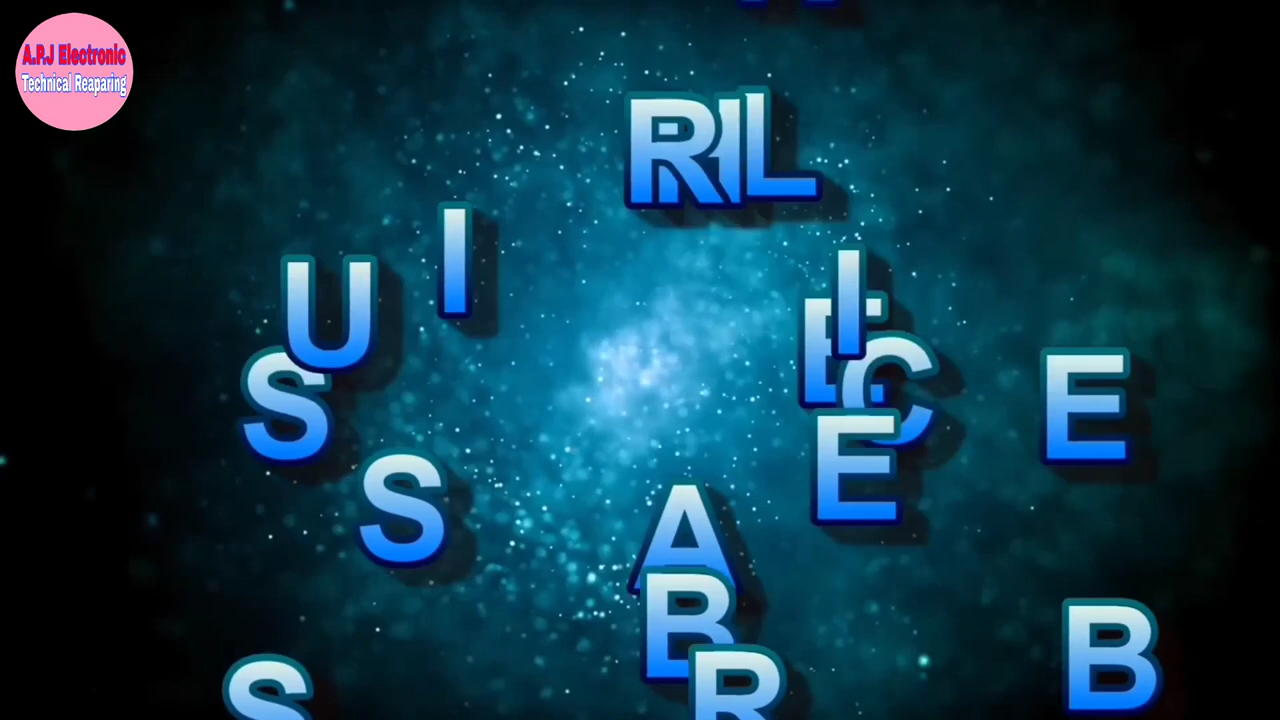 A.P.J Electronic
Technical Reaparing
R I L
I
U I
E
S C E
S E
A
B B
R
S